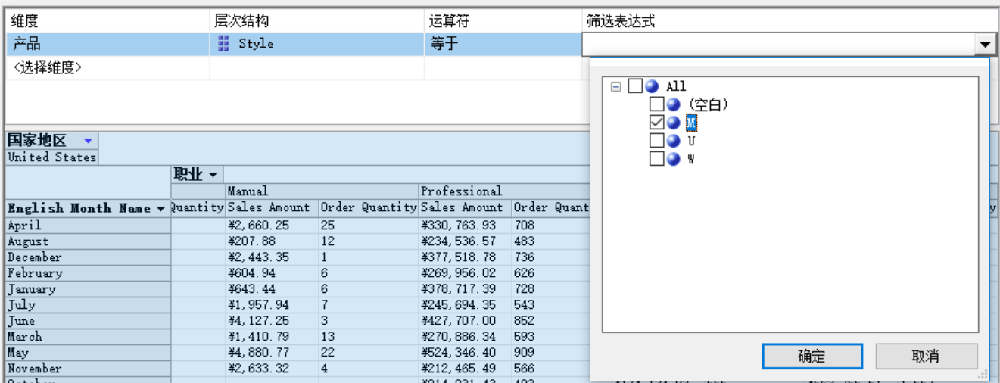 维度 层次结构 运算符 筛选表达式
产品 Style 等于
<选择维度>
All
(空白)
M
U
W
确定 取消
国家地区
United States
职业
Manual Professional
English Month Name Quantity Sales Amount Order Quantity Sales Amount Order Quant
April ¥2,660.25 25 ¥330,763.93 708
August ¥207.88 12 ¥234,536.57 483
December ¥2,443.35 1 ¥377,518.78 736
February ¥604.94 6 ¥269,956.02 626
January ¥643.44 6 ¥378,717.39 728
July ¥1,957.94 7 ¥245,694.35 543
June ¥4,127.25 3 ¥427,707.00 852
March ¥1,410.79 13 ¥270,886.34 593
May ¥4,880.77 22 ¥524,346.40 909
November ¥2,633.32 4 ¥212,465.49 566